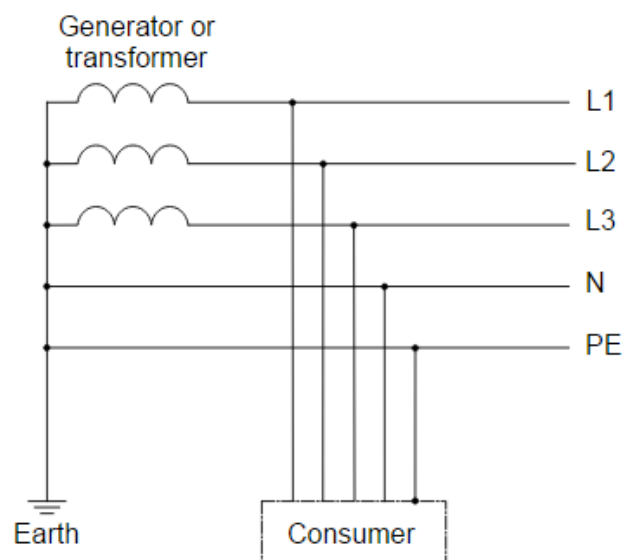 Generator or
transformer
L1
L2
L3
N
PE
Earth
Consumer